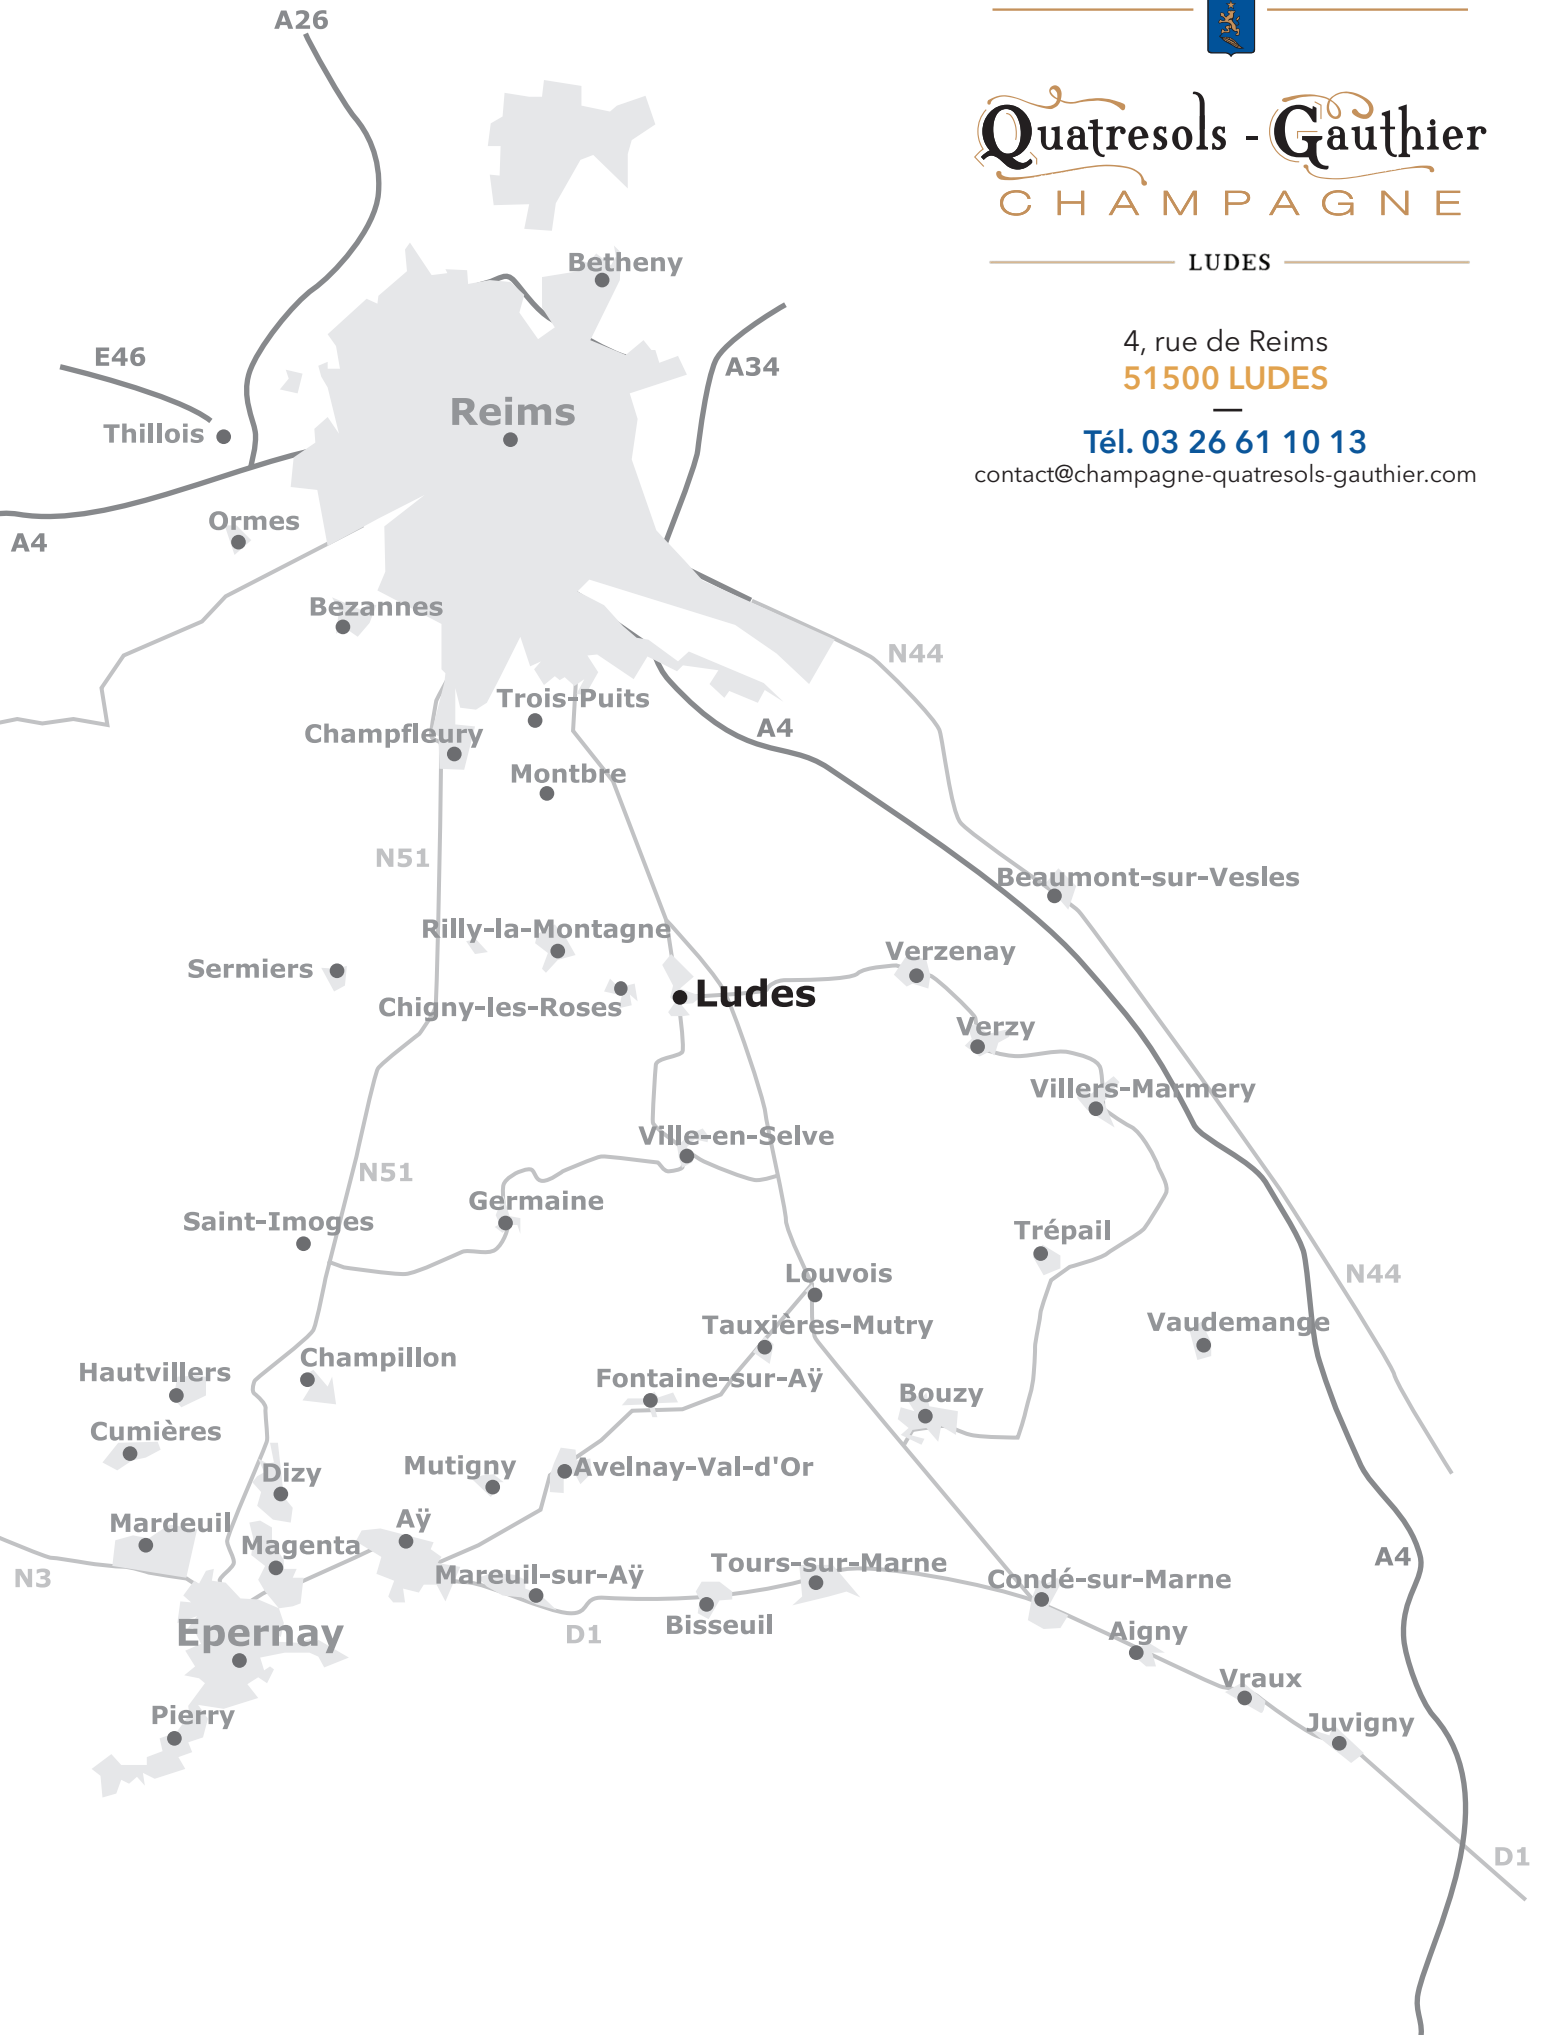 A26
Quatresols - Gauthier
CHAMPAGNE
LUDES
4, rue de Reims
51500 LUDES
Tél. 03 26 61 10 13
contact@champagne-quatresols-gauthier.com
Betheny
E46
A34
Reims
Thillois
Ormes
A4
Bezannes
N44
Trois-Puits
Champfleury
A4
Montbre
N51
Beaumont-sur-Vesles
Rilly-la-Montagne
Verzenay
Sermiers
Chigny-les-Roses
Ludes
Verzy
Villers-Marmery
Ville-en-Selve
N51
Germaine
Saint-Imoges
Trépail
Louvois
N44
Tauxières-Mutry
Vaudemange
Champillon
Hautvillers
Fontaine-sur-Aÿ
Bouzy
Cumières
Dizy
Mutigny
Avelnay-Val-d'Or
Mardeuil
Aÿ
Magenta
A4
N3
Mareuil-sur-Aÿ
Tours-sur-Marne
Condé-sur-Marne
Epernay
D1
Bisseuil
Aigny
Vraux
Pierry
Juvigny
D1